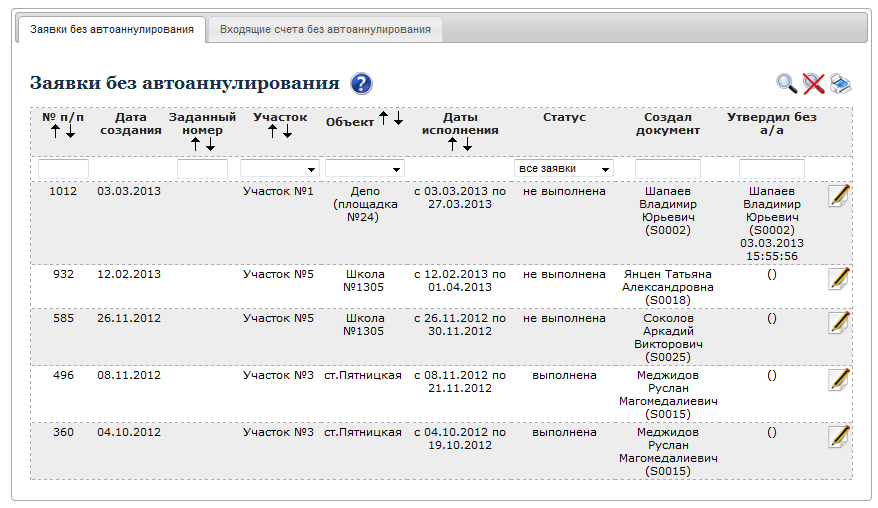 Заявки без автоаннулирования Входящие счета без автоаннулирования
Заявки без автоаннулирования ?
№ п/п Дата создания Заданный номер Участок Объект Даты исполнения Статус Создал документ Утвердил без а/а
все заявки
1012 03.03.2013 Участок №1 Депо с 03.03.2013 по не выполнена Шапаев Шапаев
(площадка 27.03.2013 Владимир Владимир
№24) Юрьевич Юрьевич
(S0002) (S0002)
03.03.2013
15:55:56
932 12.02.2013 Участок №5 Школа с 12.02.2013 по не выполнена Янцен Татьяна ()
№1305 01.04.2013 Александровна
(S0018)
585 26.11.2012 Участок №5 Школа с 26.11.2012 по не выполнена Соколов ()
№1305 30.11.2012 Аркадий
Викторович
(S0025)
496 08.11.2012 Участок №3 ст.Пятницкая с 08.11.2012 по выполнена Меджидов ()
21.11.2012 Руслан
Магомедалиевич
(S0015)
360 04.10.2012 Участок №3 ст.Пятницкая с 04.10.2012 по выполнена Меджидов ()
19.10.2012 Руслан
Магомедалиевич
(S0015)